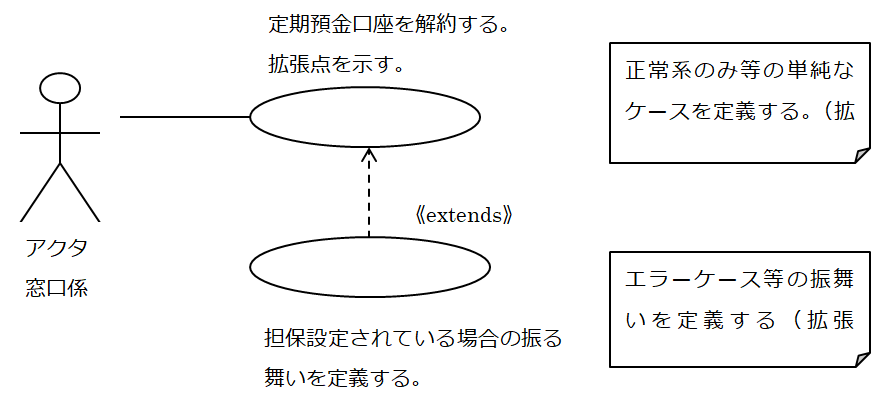 定期預金口座を解約する。
拡張点を示す。
正常系のみ等の単純な
ケースを定義する。（拡
《extends》
アクタ
窓口係
エラーケース等の振舞
いを定義する（拡張
担保設定されている場合の振る
舞いを定義する。